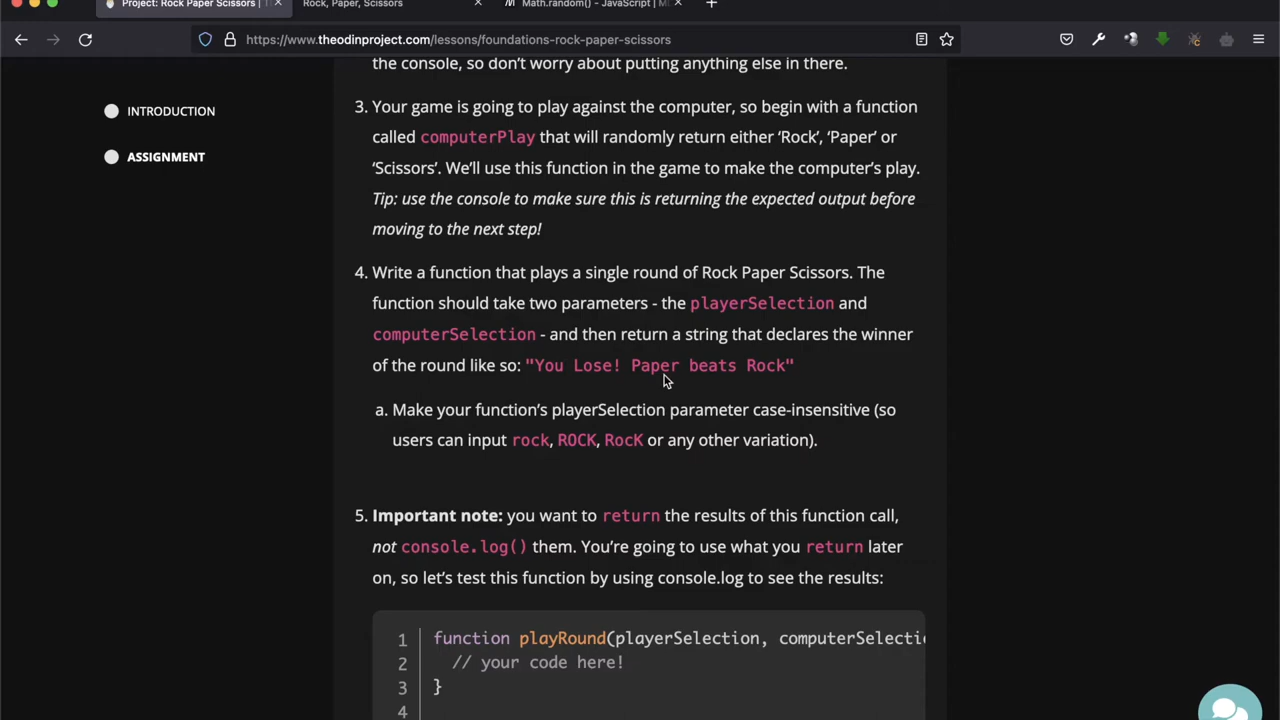 Project: Rock Paper Scissors | T
Rock, Paper, Scissors
Math.random() - JavaScript | M
https://www.theodinproject.com/lessons/foundations-rock-paper-scissors
the console, so don’t worry about putting anything else in there.
INTRODUCTION
ASSIGNMENT
3. Your game is going to play against the computer, so begin with a function
called computerPlay that will randomly return either ‘Rock’, ‘Paper’ or
‘Scissors’. We’ll use this function in the game to make the computer’s play.
Tip: use the console to make sure this is returning the expected output before
moving to the next step!
4. Write a function that plays a single round of Rock Paper Scissors. The
function should take two parameters - the playerSelection and
computerSelection - and then return a string that declares the winner
of the round like so: "You Lose! Paper beats Rock"
a. Make your function’s playerSelection parameter case-insensitive (so
users can input rock, ROCK, RocK or any other variation).
5. Important note: you want to return the results of this function call,
not console.log() them. You’re going to use what you return later
on, so let’s test this function by using console.log to see the results:
1 function playRound(playerSelection, computerSelectio
2 // your code here!
3 }
4